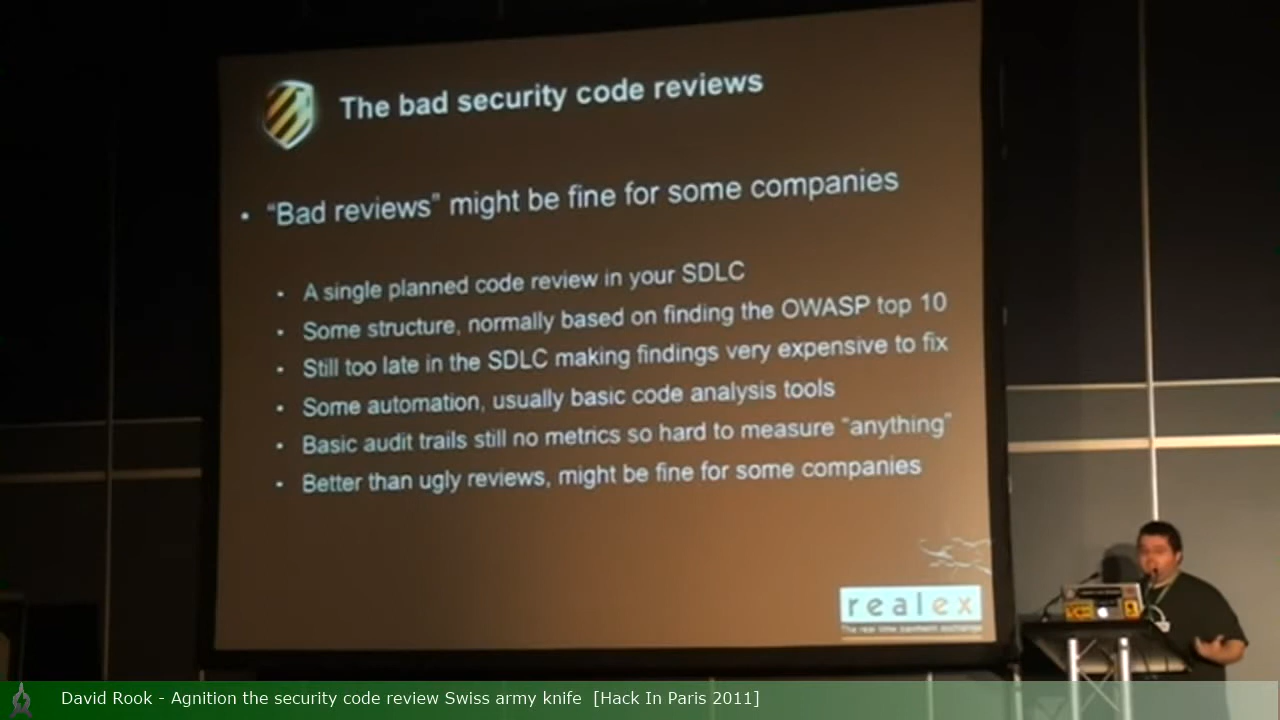 The bad security code reviews
• “Bad reviews” might be fine for some companies
• A single planned code review in your SDLC
• Some structure, normally based on finding the OWASP top 10
• Still too late in the SDLC making findings very expensive to fix
• Some automation, usually basic code analysis tools
• Basic audit trails still no metrics so hard to measure “anything”
• Better than ugly reviews, might be fine for some companies
realex
David Rook - Agnition the security code review Swiss army knife [Hack In Paris 2011]